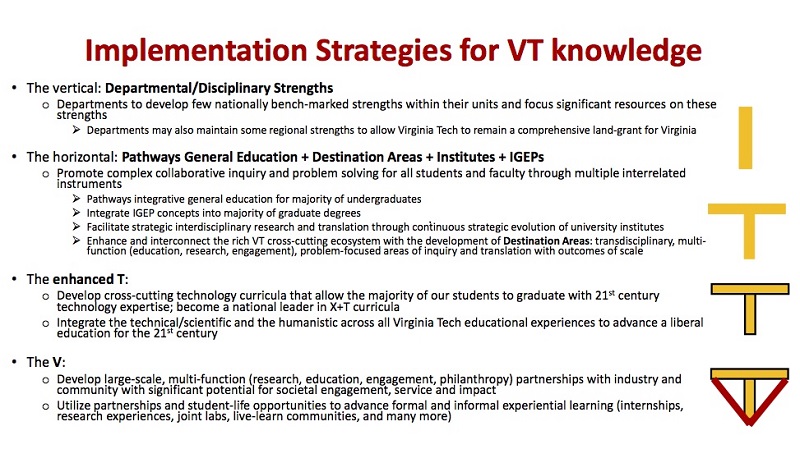 Implementation Strategies for VT knowledge
• The vertical: Departmental/Disciplinary Strengths
o Departments to develop few nationally bench-marked strengths within their units and focus significant resources on these
strengths
➢ Departments may also maintain some regional strengths to allow Virginia Tech to remain a comprehensive land-grant for Virginia
• The horizontal: Pathways General Education + Destination Areas + Institutes + IGEPs
o Promote complex collaborative inquiry and problem solving for all students and faculty through multiple interrelated
instruments
➢ Pathways integrative general education for majority of undergraduates
➢ Integrate IGEP concepts into majority of graduate degrees
➢ Facilitate strategic interdisciplinary research and translation through continuous strategic evolution of university institutes
➢ Enhance and interconnect the rich VT cross-cutting ecosystem with the development of Destination Areas: transdisciplinary, multi-
function (education, research, engagement), problem-focused areas of inquiry and translation with outcomes of scale
• The enhanced T:
o Develop cross-cutting technology curricula that allow the majority of our students to graduate with 21st century
technology expertise; become a national leader in X+T curricula
o Integrate the technical/scientific and the humanistic across all Virginia Tech educational experiences to advance a liberal
education for the 21st century
• The V:
o Develop large-scale, multi-function (research, education, engagement, philanthropy) partnerships with industry and
community with significant potential for societal engagement, service and impact
o Utilize partnerships and student-life opportunities to advance formal and informal experiential learning (internships,
research experiences, joint labs, live-learn communities, and many more)